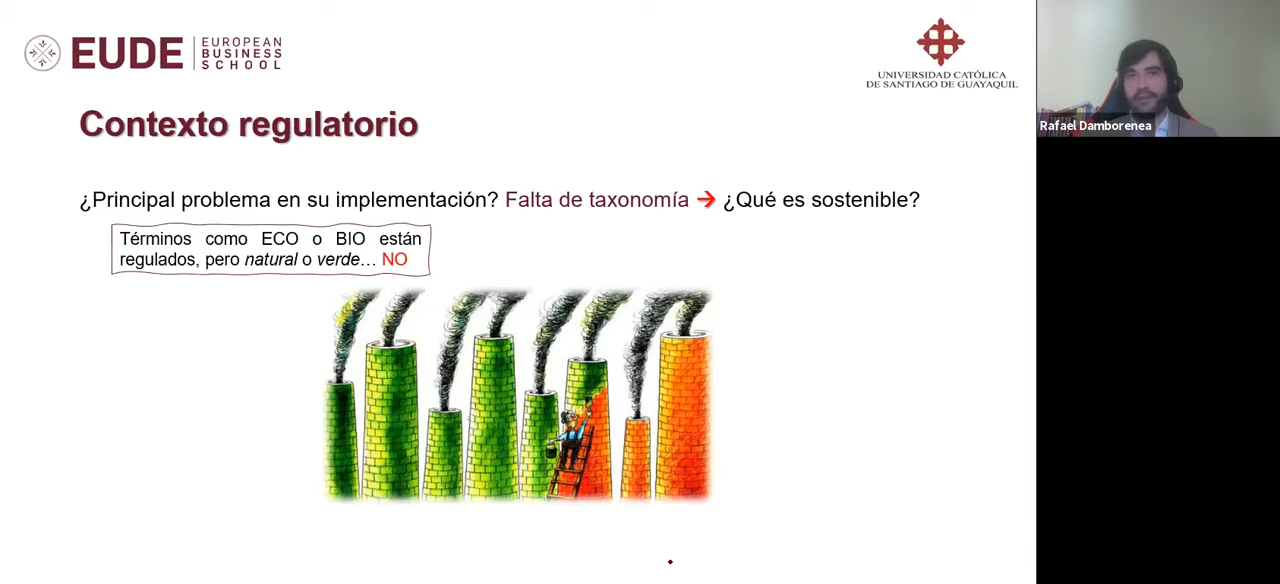 EUDE
EUROPEAN
BUSINESS
SCHOOL
UNIVERSIDAD CATÓLICA
DE SANTIAGO DE GUAYAQUIL
Rafael Damborenea
Contexto regulatorio
¿Principal problema en su implementación? Falta de taxonomía → ¿Qué es sostenible?
Términos como ECO o BIO están
regulados, pero natural o verde… NO